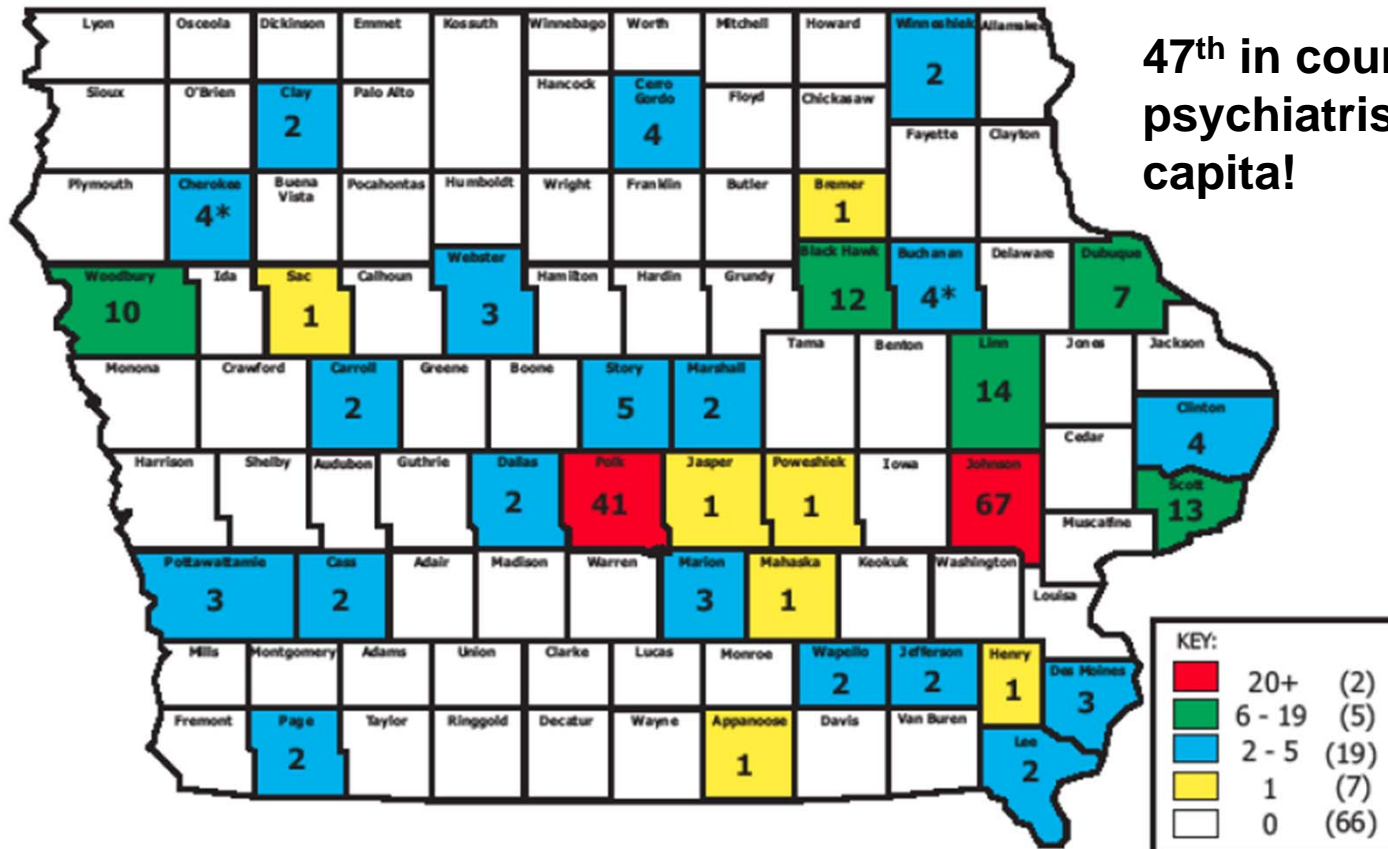 Lyon Osceola Dickinson Emmet Kossuth Winnebago Worth Mitchell Howard Winneshiek Allamakee
2
47th in coun
psychiatris
capita!
Sioux O'Brien Clay Palo Alto Hancock Cerro Gordo Floyd Chickasaw
2 4
Fayette Clayton
Plymouth Cherokee Buena Vista Pocahontas Humboldt Wright Franklin Butler Bremer
4* 1
Woodbury Ida Sac Calhoun Webster Hamilton Hardin Grundy Black Hawk Buchanan Delaware Dubuque
10 1 3 12 4* 7
Monona Crawford Carroll Greene Boone Story Marshall Tama Benton Linn Jones Jackson
2 5 2 14
Cedar Clinton
4
Harrison Shelby Audubon Guthrie Dallas Polk Jasper Poweshiek Iowa Johnson Scott
2 41 1 1 67 13
Muscatine
Pottawattamie Cass Adair Madison Warren Marion Mahaska Keokuk Washington
3 2 3 1
Louisa
Mills Montgomery Adams Union Clarke Lucas Monroe Wapello Jefferson Henry Des Moines
2 2 1 3
Fremont Page Taylor Ringgold Decatur Wayne Appanoose Davis Van Buren Lee
2 1 2
KEY:
20+ (2)
6 - 19 (5)
2 - 5 (19)
1 (7)
0 (66)